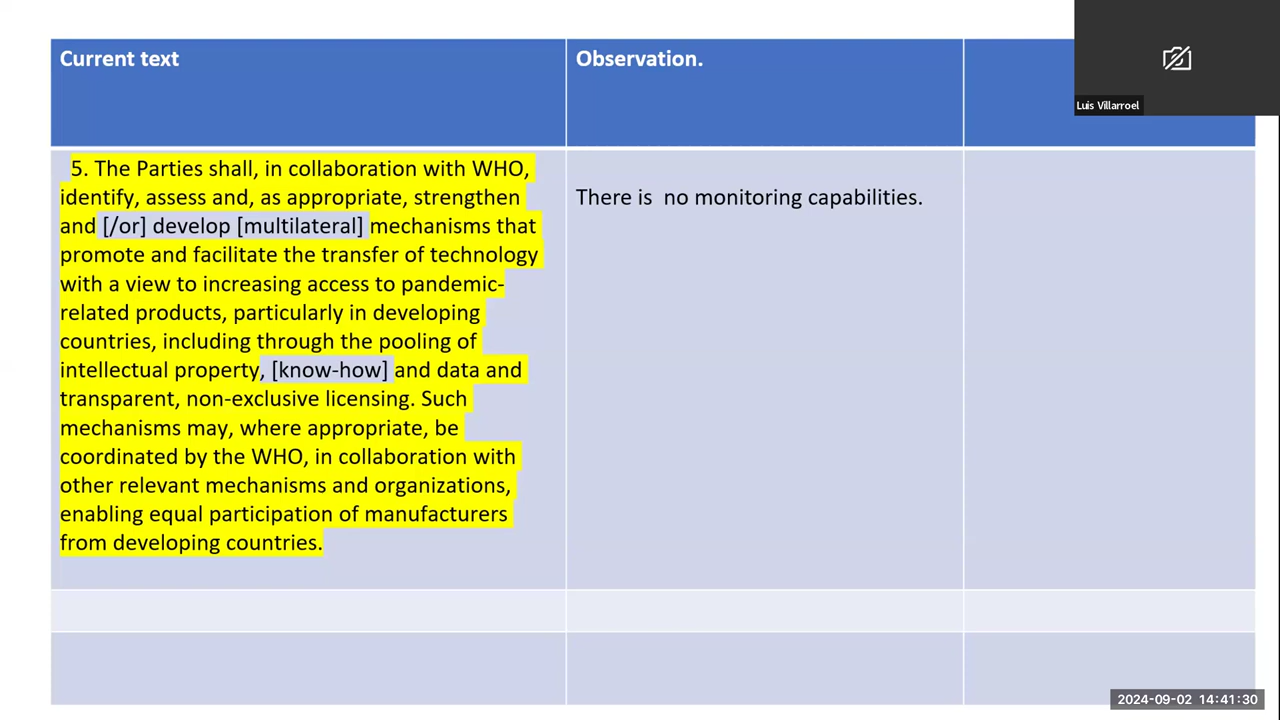 Current text
Observation.
Luis Villarroel
5. The Parties shall, in collaboration with WHO,
identify, assess and, as appropriate, strengthen
and [/or] develop [multilateral] mechanisms that
promote and facilitate the transfer of technology
with a view to increasing access to pandemic-
related products, particularly in developing
countries, including through the pooling of
intellectual property, [know-how] and data and
transparent, non-exclusive licensing. Such
mechanisms may, where appropriate, be
coordinated by the WHO, in collaboration with
other relevant mechanisms and organizations,
enabling equal participation of manufacturers
from developing countries.
There is  no monitoring capabilities.
2024-09-02 14:41:30